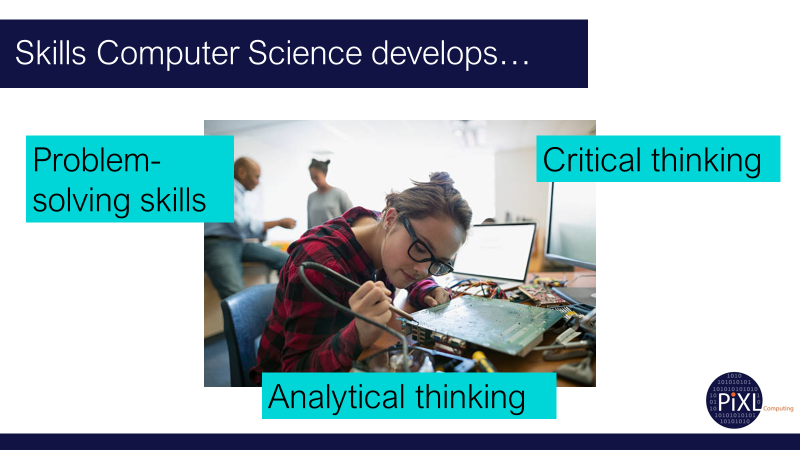 Skills Computer Science develops…
Problem-
solving skills
Critical thinking
Analytical thinking
PiXL
Computing